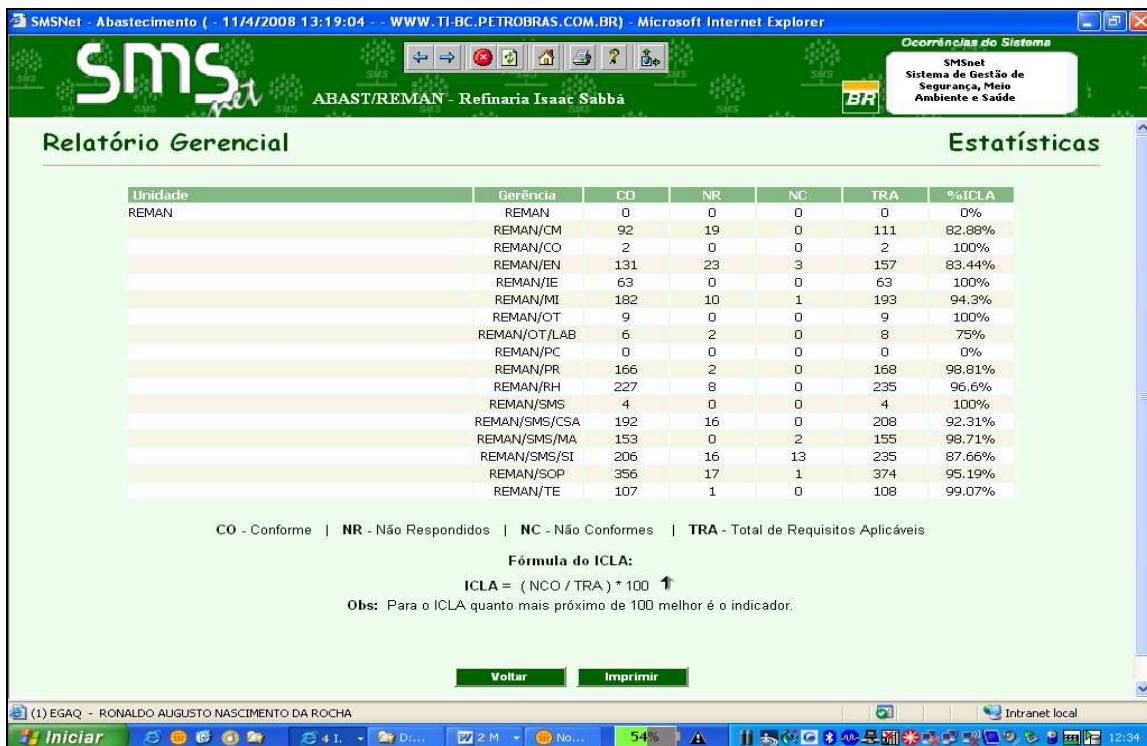 SMSNet - Abastecimento ( - 11/4/2008 13:19:04 - - WWW.TI-BC.PETROBRAS.COM.BR) - Microsoft Internet Explorer
SMS net
Ocorrências do Sistema
SMSnet
Sistema de Gestão de
Segurança, Meio
Ambiente e Saúde
BR
ABAST/REMAN - Refinaria Isaac Sabbá
Relatório Gerencial Estatísticas
Unidade Gerência CO NR NC TRA %ICLA
REMAN REMAN 0 0 0 0 0%
REMAN/CM 92 19 0 111 82.88%
REMAN/CO 2 0 0 2 100%
REMAN/EN 131 23 3 157 83.44%
REMAN/IE 63 0 0 63 100%
REMAN/MI 182 10 1 193 94.3%
REMAN/OT 9 0 0 9 100%
REMAN/OT/LAB 6 2 0 8 75%
REMAN/PC 0 0 0 0 0%
REMAN/PR 166 2 0 168 98.81%
REMAN/RH 227 8 0 235 96.6%
REMAN/SMS 4 0 0 4 100%
REMAN/SMS/CSA 192 16 0 208 92.31%
REMAN/SMS/MA 153 0 2 155 98.71%
REMAN/SMS/SI 206 16 13 235 87.66%
REMAN/SOP 356 17 1 374 95.19%
REMAN/TE 107 1 0 108 99.07%
CO - Conforme | NR - Não Respondidos | NC - Não Conformes | TRA - Total de Requisitos Aplicáveis
Fórmula do ICLA:
ICLA = ( NCO / TRA ) * 100
Obs: Para o ICLA quanto mais próximo de 100 melhor é o indicador.
Voltar Imprimir
(1) EGAQ - RONALDO AUGUSTO NASCIMENTO DA ROCHA Intranet local
Iniciar 4 I. D:... 2 M No... 54% 12:34